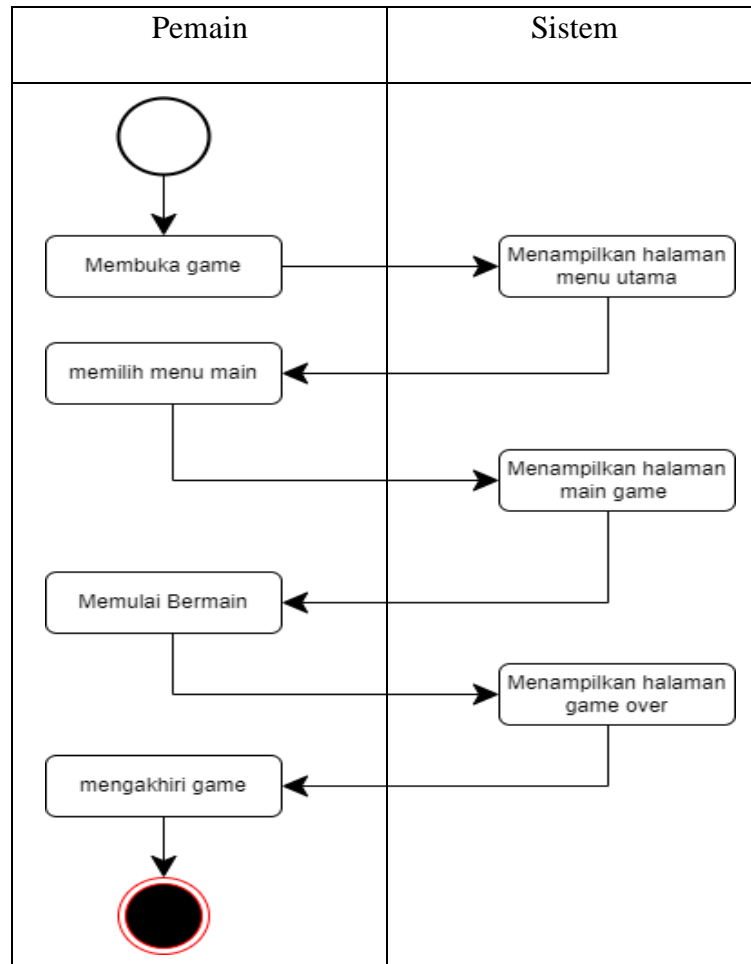 Pemain
Sistem
Membuka game
Menampilkan halaman
menu utama
memilih menu main
Menampilkan halaman
main game
Memulai Bermain
Menampilkan halaman
game over
mengakhiri game